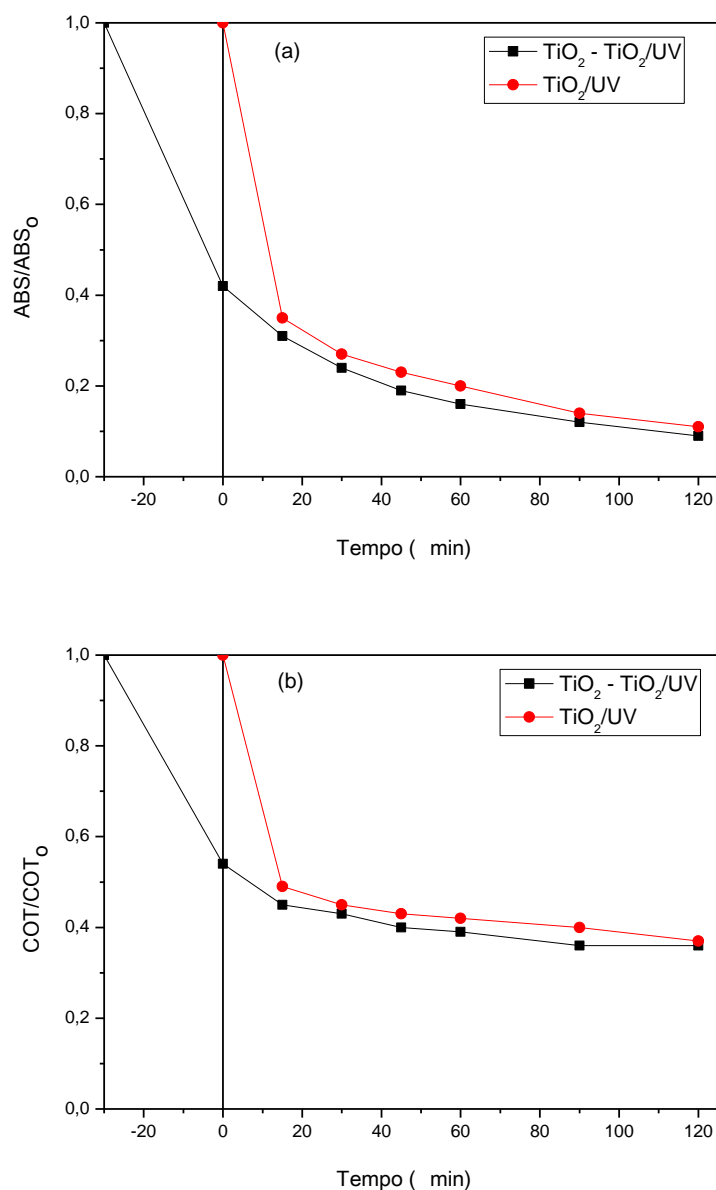 (a)
TiO2 - TiO2/UV
TiO2/UV
1,0
0,8
0,6
0,4
0,2
0,0
ABS/ABSO
-20 0 20 40 60 80 100 120
Tempo ( min)
(b)
TiO2 - TiO2/UV
TiO2/UV
1,0
0,8
0,6
0,4
0,2
0,0
COT/COTO
-20 0 20 40 60 80 100 120
Tempo ( min)